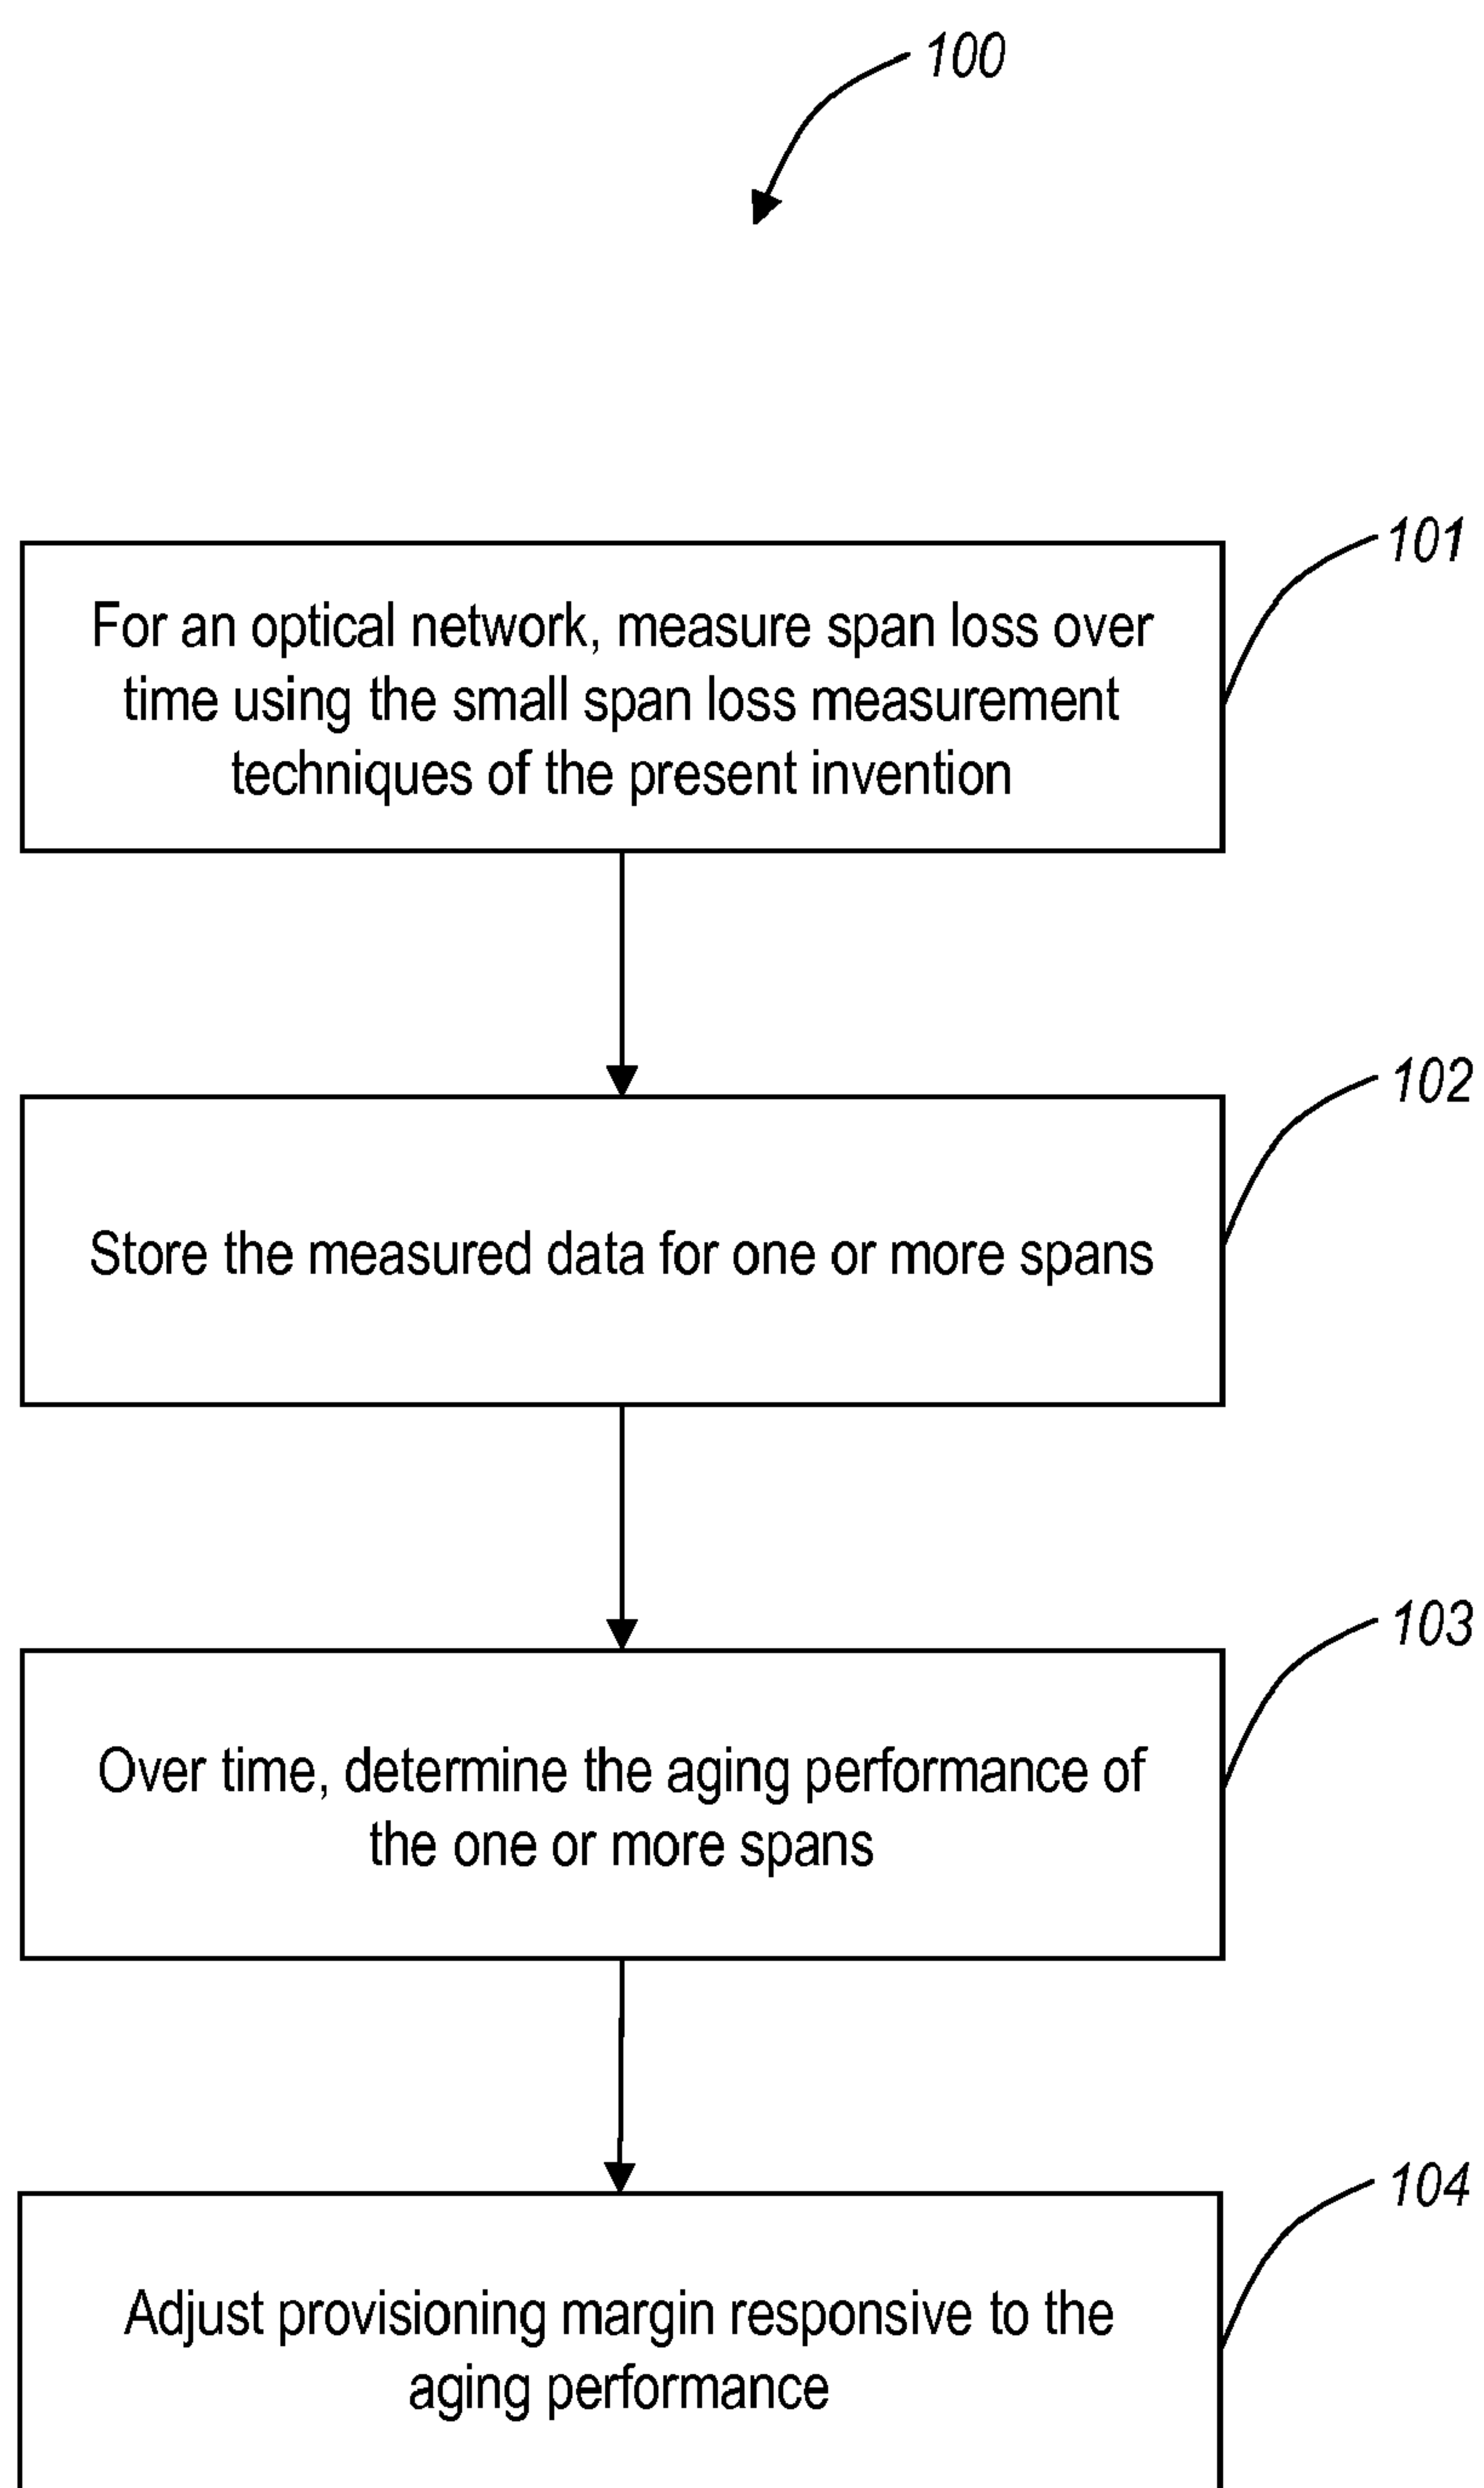 100
101
For an optical network, measure span loss over
time using the small span loss measurement
techniques of the present invention
102
Store the measured data for one or more spans
103
Over time, determine the aging performance of
the one or more spans
104
Adjust provisioning margin responsive to the
aging performance